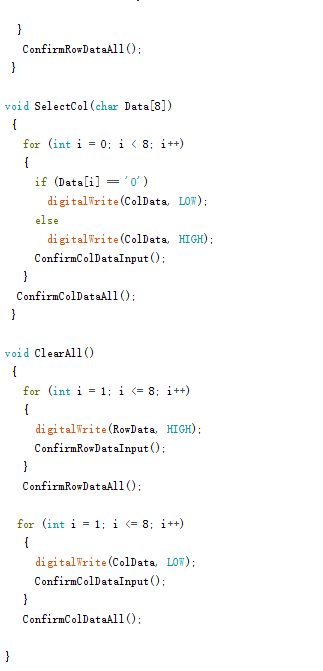 }
ConfirmRowDataAll();
}
void SelectCol(char Data[8])
{
for (int i = 0; i < 8; i++)
{
if (Data[i] == '0')
digitalWrite(ColData, LOW);
else
digitalWrite(ColData, HIGH);
ConfirmColDataInput();
}
ConfirmColDataAll();
}
void ClearAll()
{
for (int i = 1; i <= 8; i++)
{
digitalWrite(RowData, HIGH);
ConfirmRowDataInput();
}
ConfirmRowDataAll();
for (int i = 1; i <= 8; i++)
{
digitalWrite(ColData, LOW);
ConfirmColDataInput();
}
ConfirmColDataAll();
}